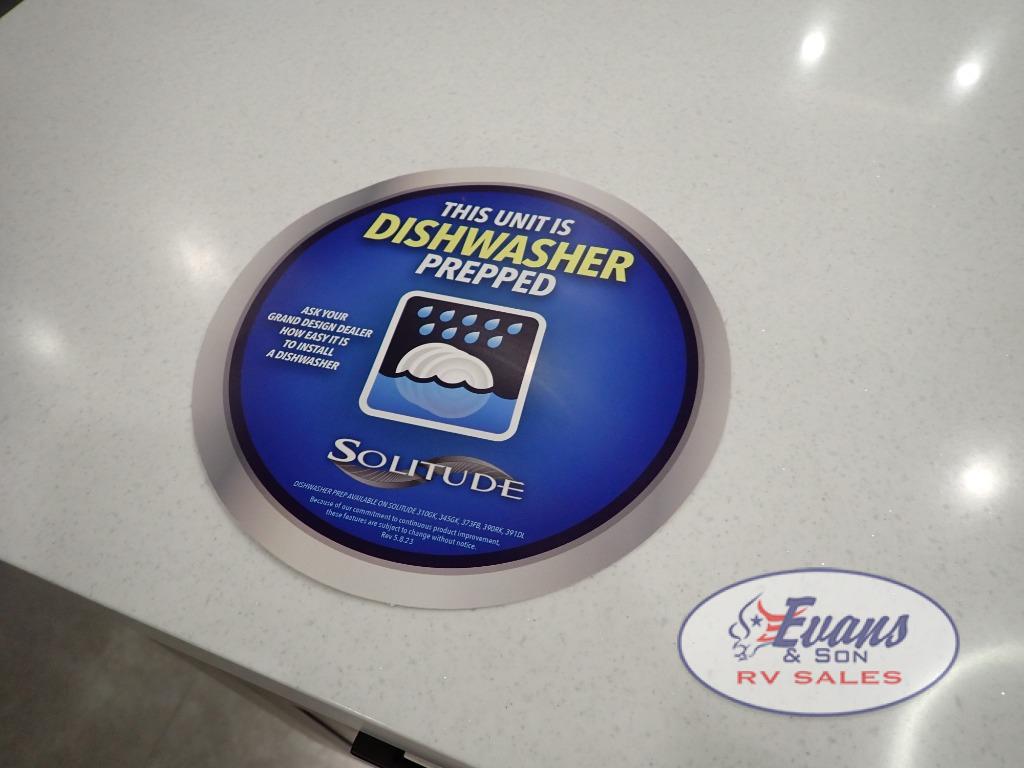 THIS UNIT IS
DISHWASHER
PREPPED
ASK YOUR
GRAND DESIGN DEALER
HOW EASY IT IS
TO INSTALL
A DISHWASHER
SOLITUDE
DISHWASHER PREP AVAILABLE ON SOLITUDE 310GK, 345GK, 373FB, 390RK, 391DL
Because of our commitment to continuous product improvement,
these features are subject to change without notice.
Rev 5.8.23
Evans
& SON
RV SALES